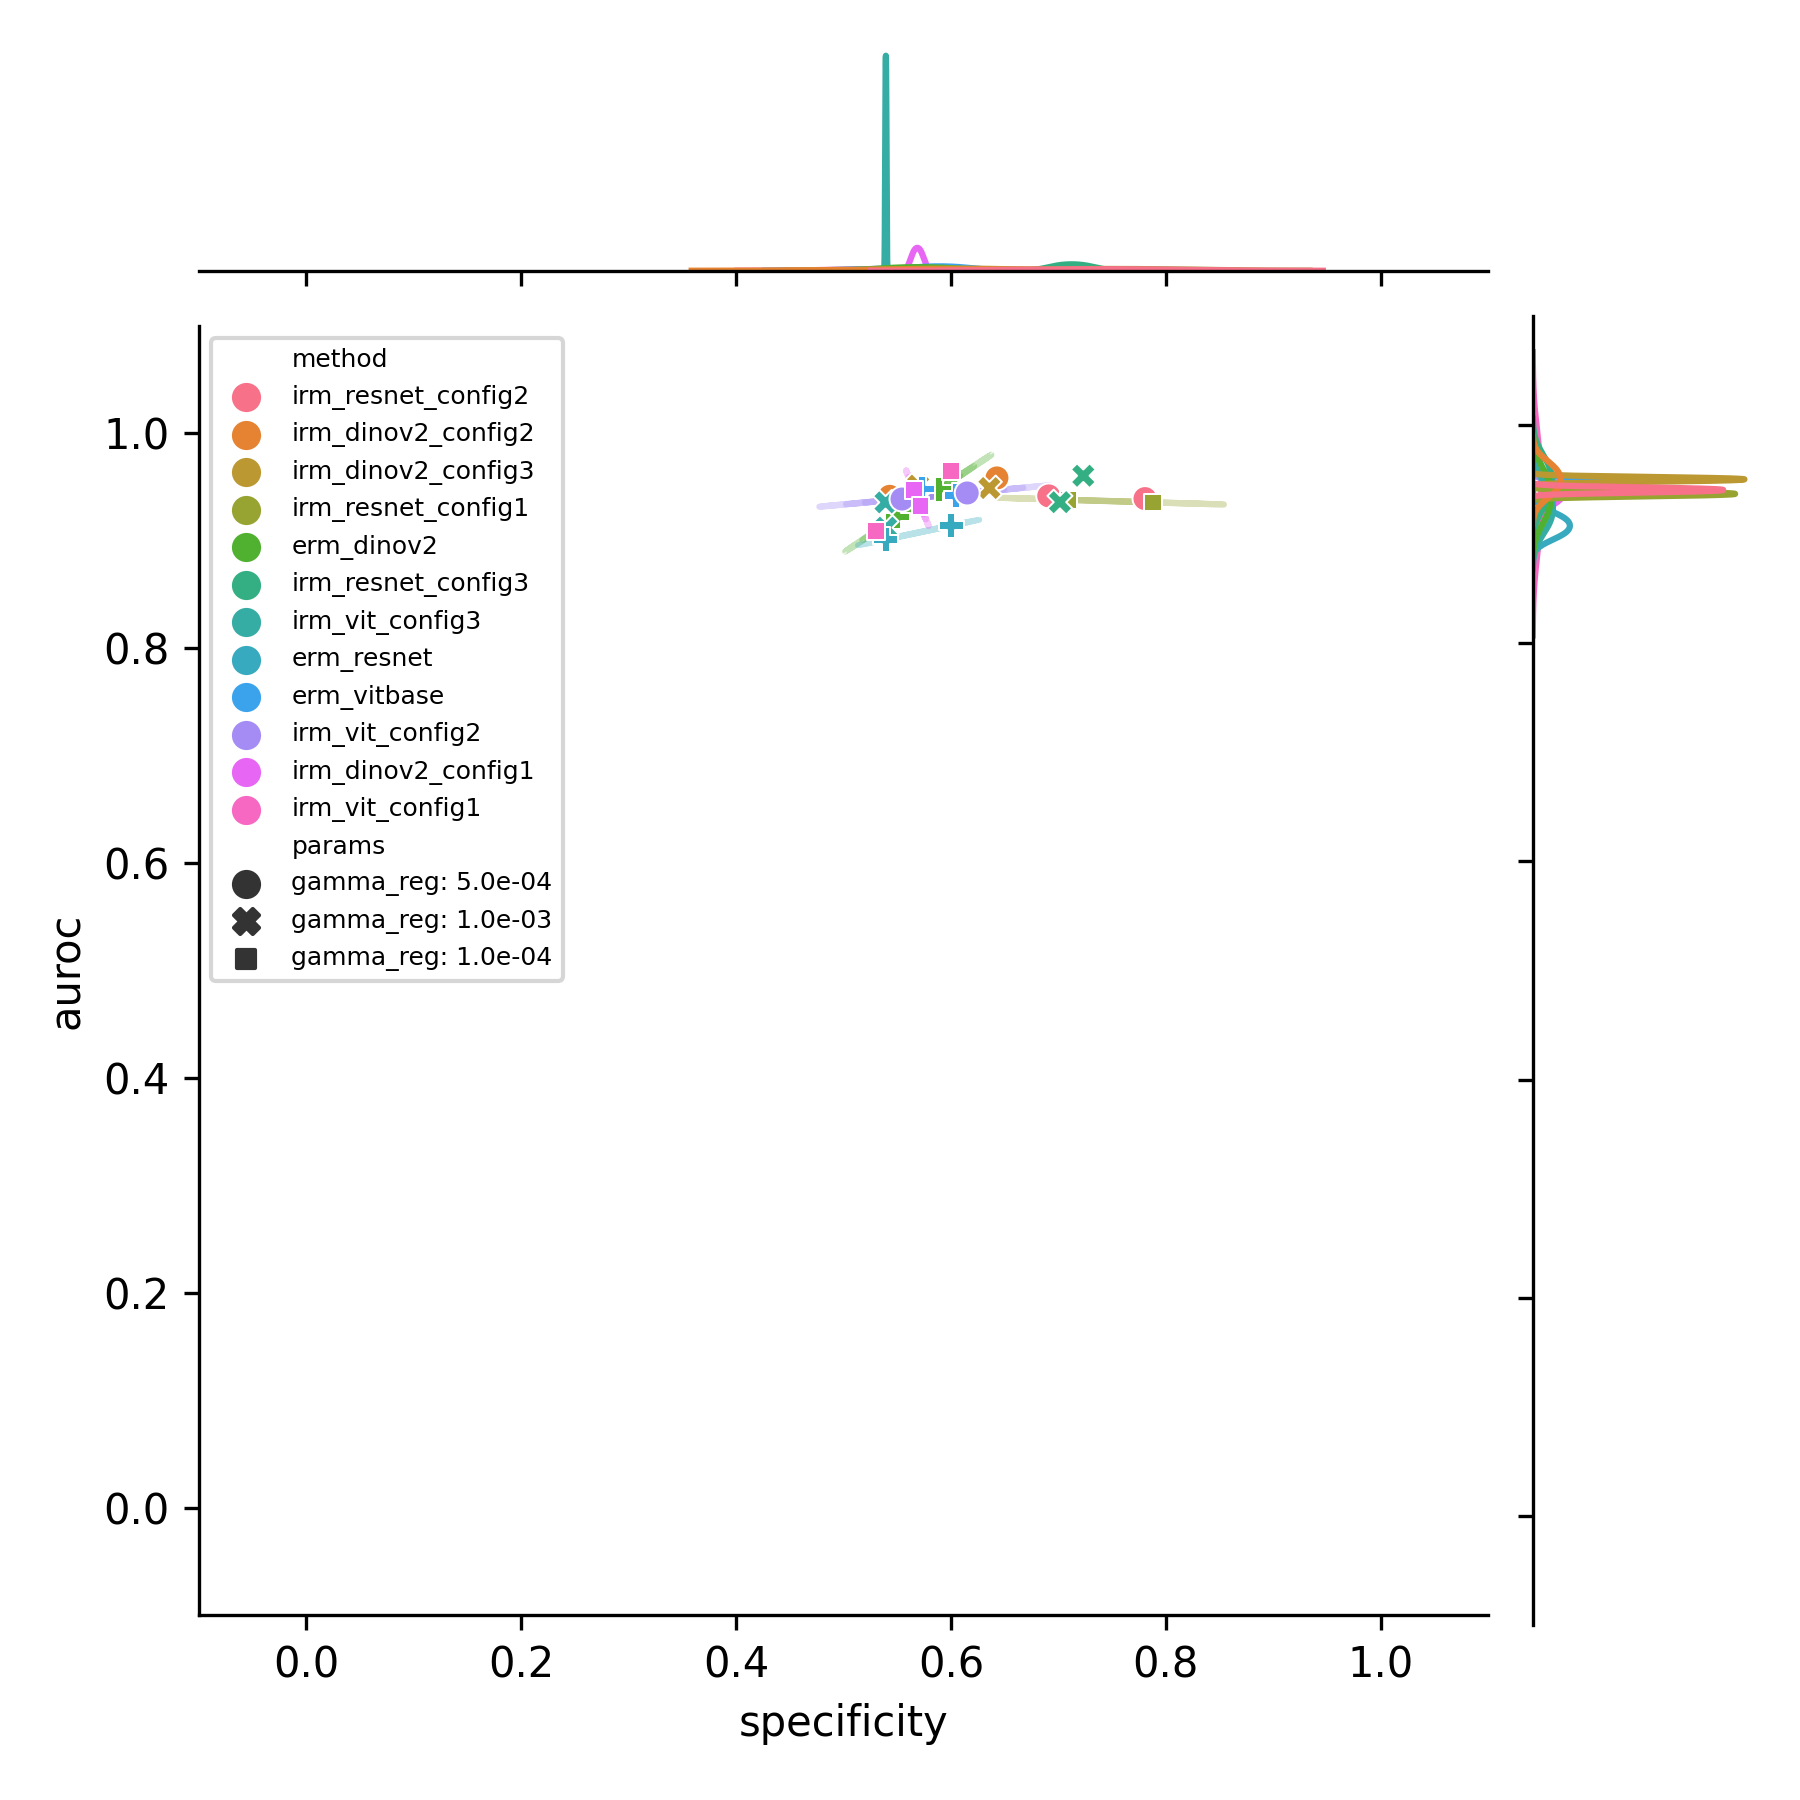 method
irm_resnet_config2
irm_dinov2_config2
irm_dinov2_config3
irm_resnet_config1
erm_dinov2
irm_resnet_config3
irm_vit_config3
erm_resnet
erm_vitbase
irm_vit_config2
irm_dinov2_config1
irm_vit_config1
params
gamma_reg: 5.0e-04
gamma_reg: 1.0e-03
gamma_reg: 1.0e-04
1.0
0.8
0.6
0.4
0.2
0.0
auroc
0.0 0.2 0.4 0.6 0.8 1.0
specificity